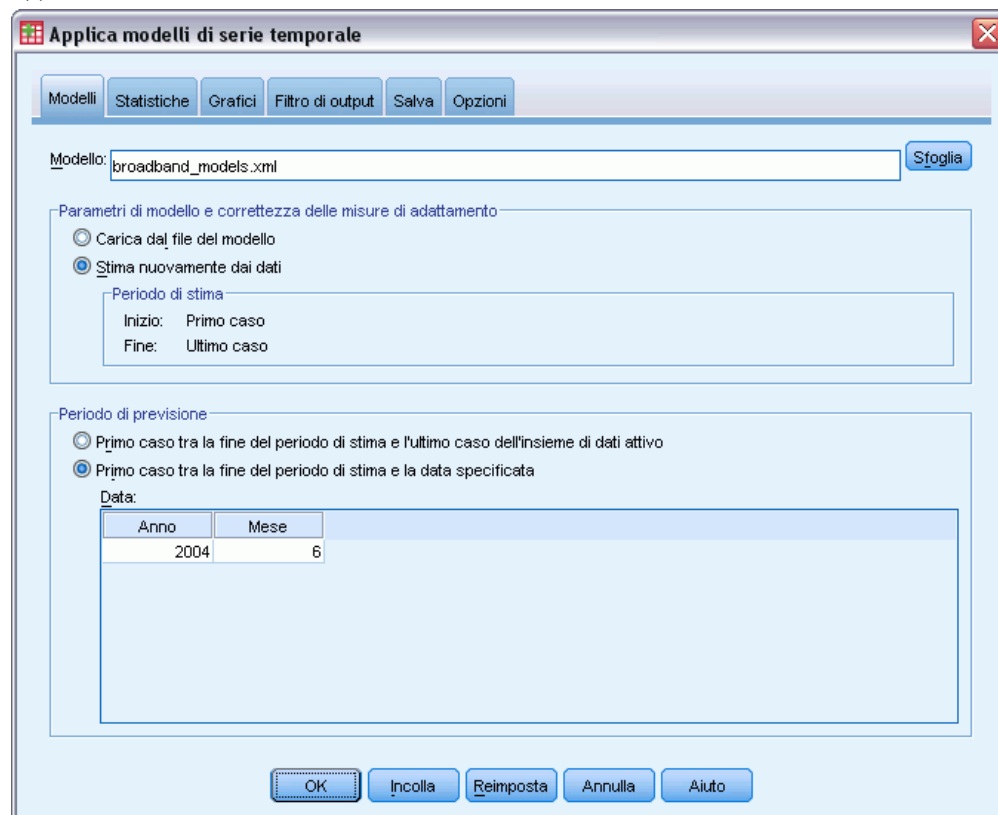 Applica modelli di serie temporale
Modelli Statistiche Grafici Filtro di output Salva Opzioni
Modello: broadband_models.xml Sfoglia
Parametri di modello e correttezza delle misure di adattamento
Carica dal file del modello
Stima nuovamente dai dati
Periodo di stima
Inizio: Primo caso
Fine: Ultimo caso
Periodo di previsione
Primo caso tra la fine del periodo di stima e l'ultimo caso dell'insieme di dati attivo
Primo caso tra la fine del periodo di stima e la data specificata
Data:
Anno Mese
2004 6
OK Incolla Reimposta Annulla Aiuto